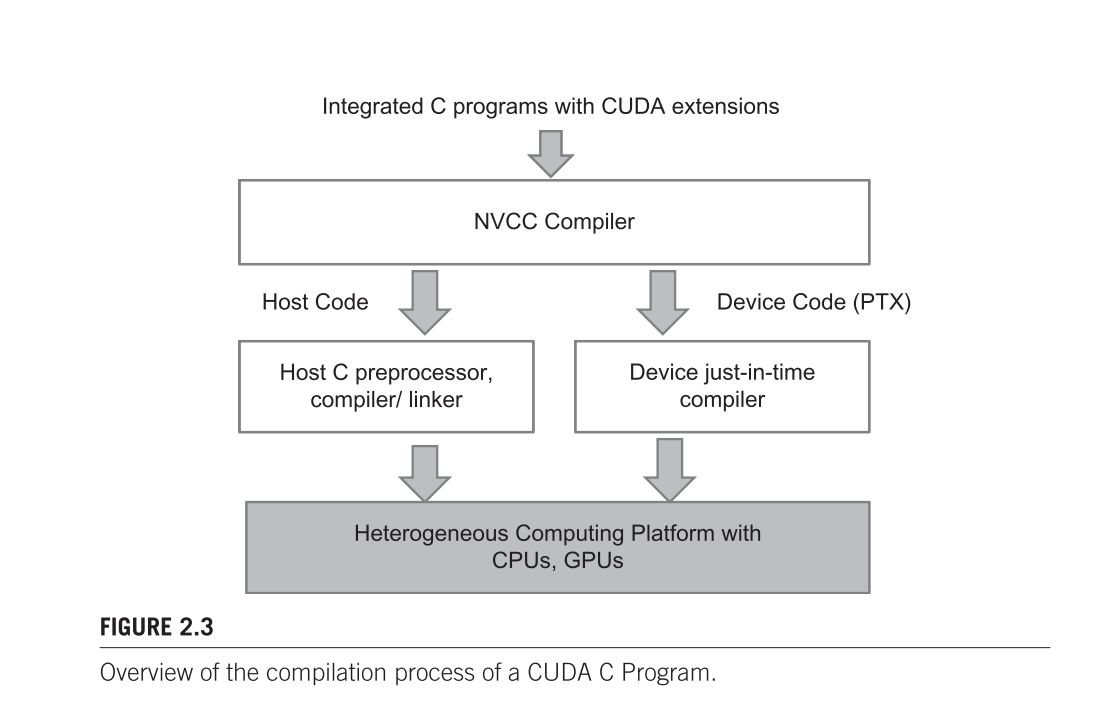 Integrated C programs with CUDA extensions
NVCC Compiler
Host Code
Device Code (PTX)
Host C preprocessor,
compiler/ linker
Device just-in-time
compiler
Heterogeneous Computing Platform with
CPUs, GPUs
FIGURE 2.3
Overview of the compilation process of a CUDA C Program.